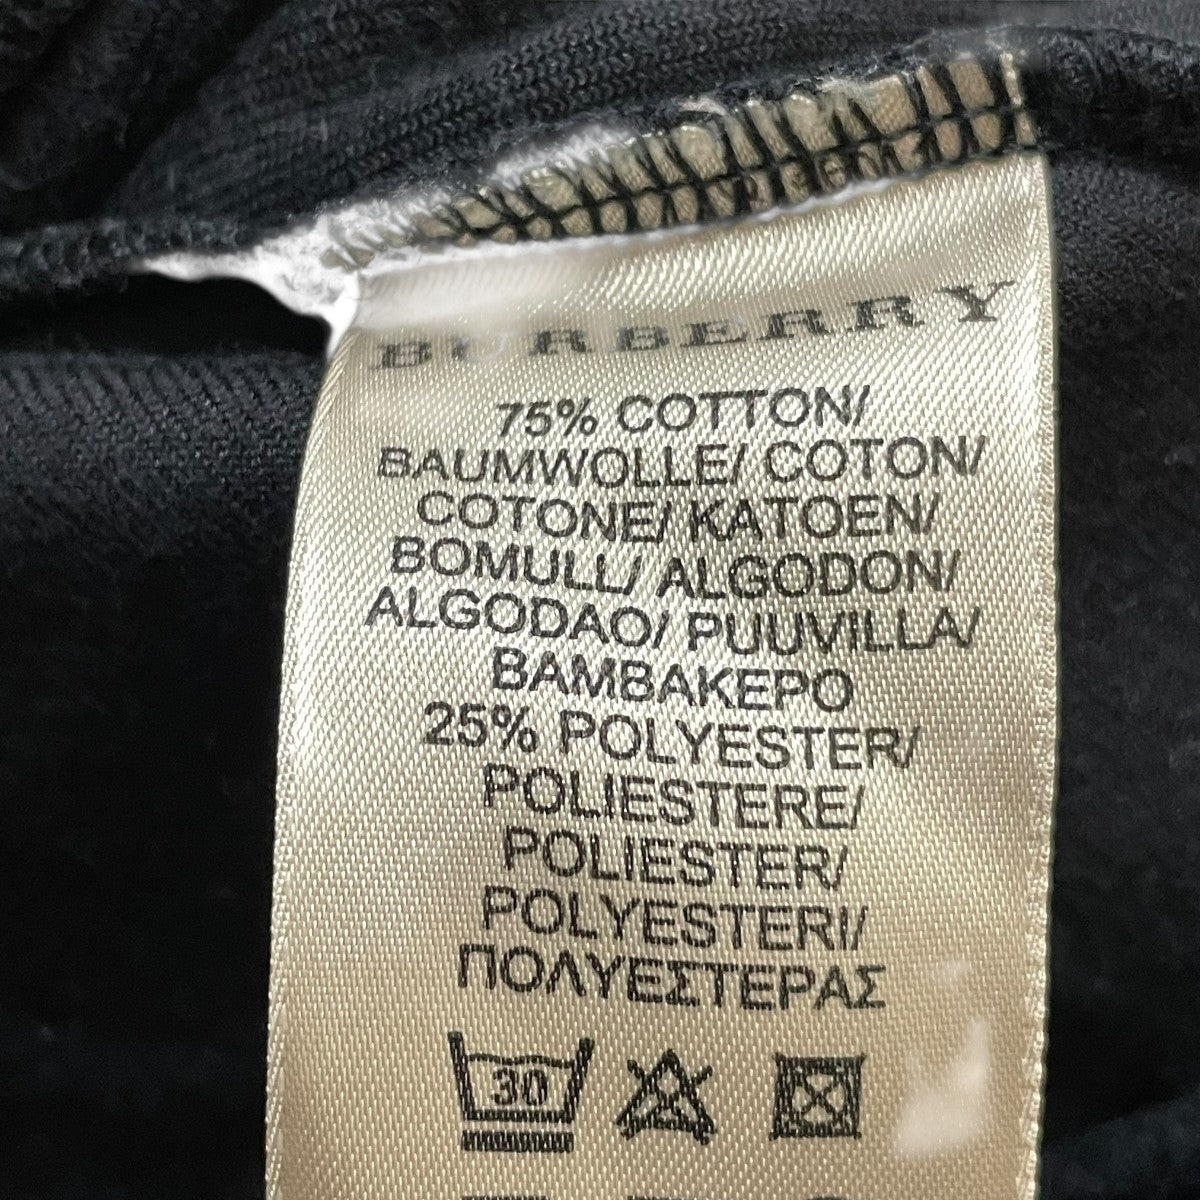 BURBERRY
75% COTTON/
BAUMWOLLE/ COTON/
COTONE/ KATOEN/
BOMULL/ ALGODON/
ALGODAO/ PUUVILLA/
BAMBAKEPO
25% POLYESTER/
POLIESTERE/
POLIESTER/
POLYESTERI/
ΠΟΛΥΕΣΤΕΡΑΣ
30